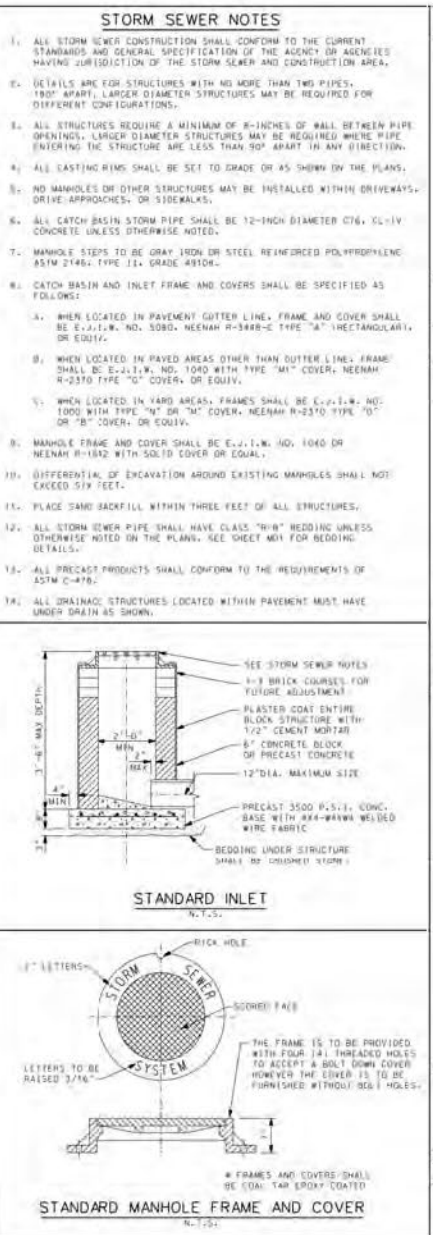 STORM SEWER NOTES
1. ALL STORM SEWER CONSTRUCTION SHALL CONFORM TO THE CURRENT
STANDARDS AND GENERAL SPECIFICATION OF THE AGENCY OR AGENCIES
HAVING JURISDICTION OF THE STORM SEWER AND CONSTRUCTION AREA.
2. DETAILS ARE FOR STRUCTURES WITH NO MORE THAN TWO PIPES,
180° APART, LARGER DIAMETER STRUCTURES MAY BE REQUIRED FOR
DIFFERENT CONFIGURATIONS.
3. ALL STRUCTURES REQUIRE A MINIMUM OF 8-INCHES OF WALL BETWEEN PIPE
OPENINGS. LARGER DIAMETER STRUCTURES MAY BE REQUIRED WHERE PIPE
ENTERING THE STRUCTURE ARE LESS THAN 90° APART IN ANY DIRECTION.
4. ALL CASTING RIMS SHALL BE SET TO GRADE OR AS SHOWN ON THE PLANS.
5. NO MANHOLES OR OTHER STRUCTURES MAY BE INSTALLED WITHIN DRIVEWAYS,
DRIVE APPROACHES, OR SIDEWALKS.
6. ALL CATCH BASIN STORM PIPE SHALL BE 12-INCH DIAMETER C76, CL-IV
CONCRETE UNLESS OTHERWISE NOTED.
7. MANHOLE STEPS TO BE GRAY IRON OR STEEL REINFORCED POLYPROPYLENE
ASTM 2146, TYPE II, GRADE 49108.
8. CATCH BASIN AND INLET FRAME AND COVERS SHALL BE SPECIFIED AS
FOLLOWS:
A. WHEN LOCATED IN PAVEMENT GUTTER LINE, FRAME AND COVER SHALL
BE E.J.I.W. NO. 5080, NEENAH R-3448-C TYPE "A" (RECTANGULAR),
OR EQUIV.
B. WHEN LOCATED IN PAVED AREAS OTHER THAN GUTTER LINE, FRAME
SHALL BE E.J.I.W. NO. 1040 WITH TYPE "M1" COVER, NEENAH
R-2370 TYPE "G" COVER, OR EQUIV.
C. WHEN LOCATED IN YARD AREAS, FRAMES SHALL BE E.J.I.W. NO.
1000 WITH TYPE "N" OR "M" COVER, NEENAH R-2370 TYPE "D"
OR "B" COVER, OR EQUIV.
9. MANHOLE FRAME AND COVER SHALL BE E.J.I.W. NO. 1040 OR
NEENAH R-1642 WITH SOLID COVER OR EQUAL.
10. DIFFERENTIAL OF EXCAVATION AROUND EXISTING MANHOLES SHALL NOT
EXCEED SIX FEET.
11. PLACE SAND BACKFILL WITHIN THREE FEET OF ALL STRUCTURES.
12. ALL STORM SEWER PIPE SHALL HAVE CLASS BEDDING UNLESS
OTHERWISE NOTED ON THE PLANS. SEE SHEET MD1 FOR BEDDING
DETAILS.
13. ALL PRECAST PRODUCTS SHALL CONFORM TO THE REQUIREMENTS OF
ASTM C-478.
14. ALL DRAINAGE STRUCTURES LOCATED WITHIN PAVEMENT MUST HAVE
UNDER DRAIN AS SHOWN.
SEE STORM SEWER NOTES
1-3 BRICK COURSES FOR
FUTURE ADJUSTMENT
PLASTER COAT ENTIRE
BLOCK STRUCTURE WITH
1/2" CEMENT MORTAR
6" CONCRETE BLOCK
OR PRECAST CONCRETE
12"DIA. MAXIMUM SIZE
PRECAST 3500 P.S.I. CONC.
BASE WITH 4X4-W4XW4 WELDED
WIRE FABRIC
BEDDING UNDER STRUCTURE
SHALL BE CRUSHED STONE
3'-6" MAX DEPTH
2'-0"
MIN
2"
MAX
4"
MIN
4"
3"
STANDARD INLET
N.T.S.
PICK HOLE
1" LETTERS
STORM SEWER
SYSTEM
SCORED FACE
LETTERS TO BE
RAISED 3/16"
THE FRAME IS TO BE PROVIDED
WITH FOUR (4) THREADED HOLES
TO ACCEPT A BOLT DOWN COVER
HOWEVER THE COVER IS TO BE
FURNISHED WITHOUT BOLT HOLES.
* FRAMES AND COVERS SHALL
BE COAL TAR EPOXY COATED
STANDARD MANHOLE FRAME AND COVER
N.T.S.